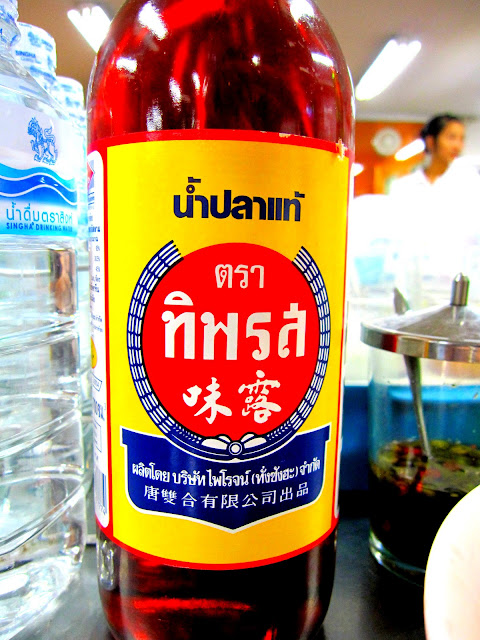 น้ำปลาแท้
ตรา
ทิพรส
味露
ผลิตโดย บริษัท ไพโรจน์ (ทั่งซังฮะ) จำกัด
唐雙合有限公司出品
SINGHA
น้ำดื่มตราสิงห์
SINGHA DRINKING WATER